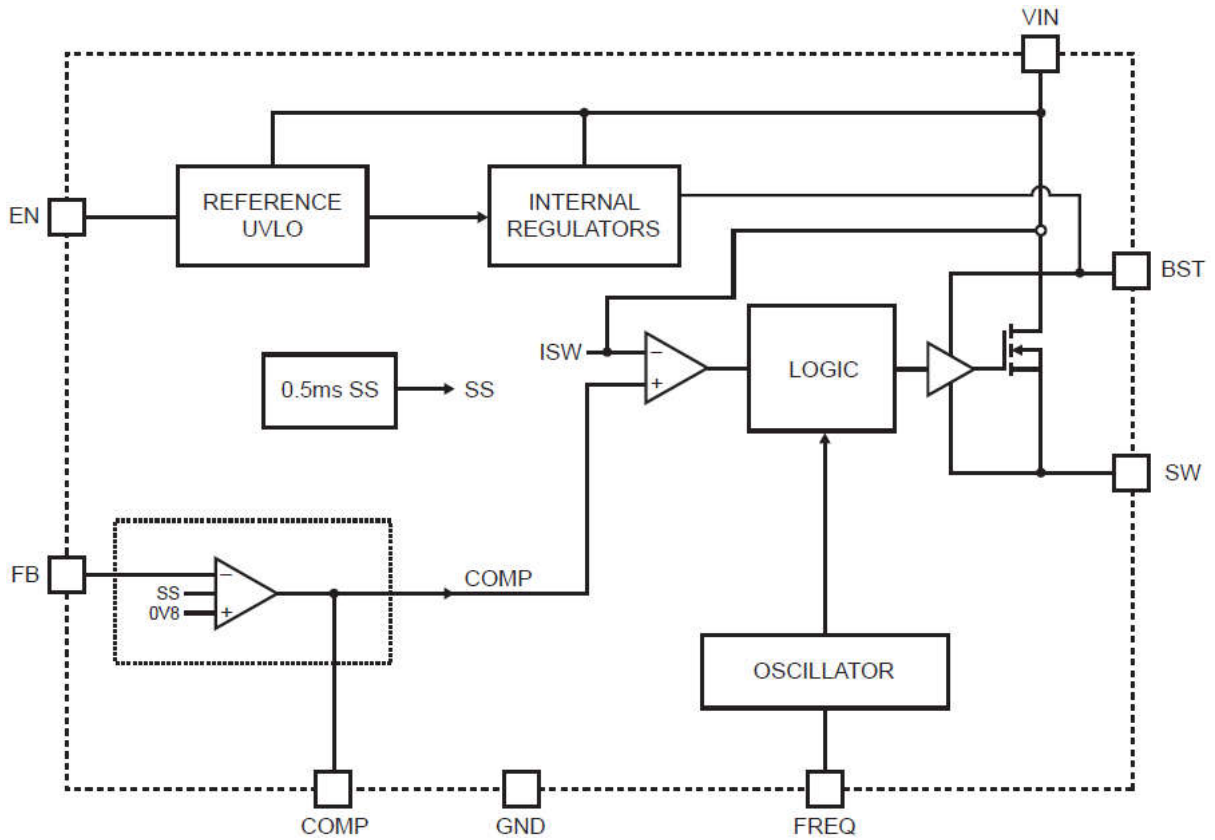 VIN
EN
REFERENCE
UVLO
INTERNAL
REGULATORS
BST
ISW
−
+
LOGIC
0.5ms SS
SS
SW
FB
−
SS
0V8
+
COMP
OSCILLATOR
COMP
GND
FREQ